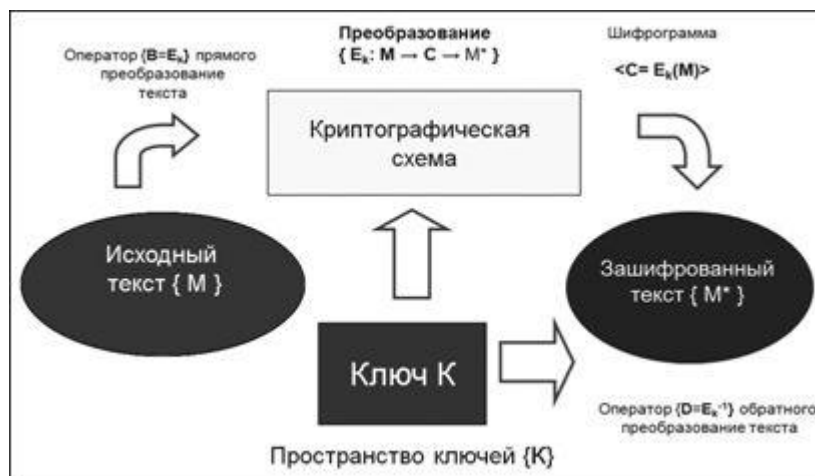 Оператор {B=Eₖ} прямого
преобразование
текста
Преобразование
{ Eₖ: M → C → M* }
Шифрограмма
<C= Eₖ(M)>
Криптографическая
схема
Исходный
текст { M }
Зашифрованный
текст { M* }
Ключ K
Оператор {D=Eₖ⁻¹} обратного
преобразование текста
Пространство ключей {K}